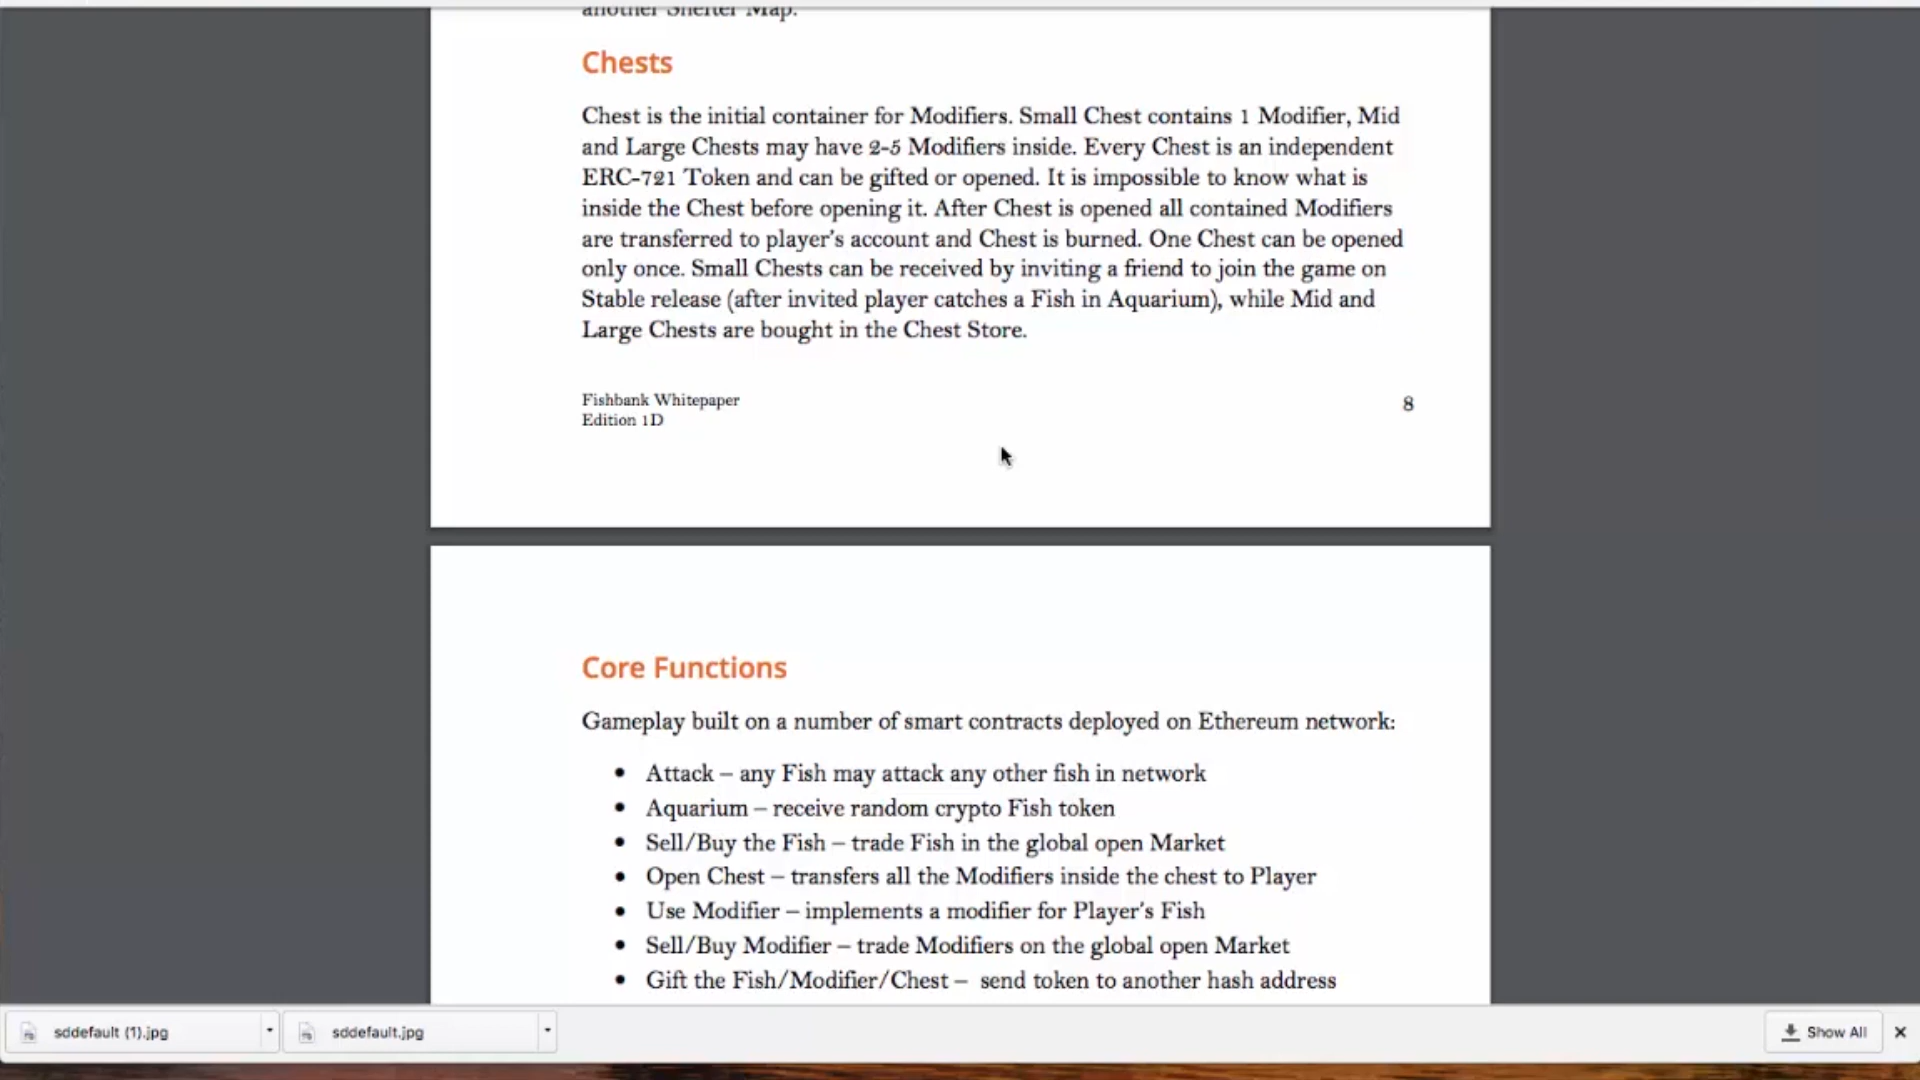 another Shelter Map.
Chests
Chest is the initial container for Modifiers. Small Chest contains 1 Modifier, Mid
and Large Chests may have 2-5 Modifiers inside. Every Chest is an independent
ERC-721 Token and can be gifted or opened. It is impossible to know what is
inside the Chest before opening it. After Chest is opened all contained Modifiers
are transferred to player's account and Chest is burned. One Chest can be opened
only once. Small Chests can be received by inviting a friend to join the game on
Stable release (after invited player catches a Fish in Aquarium), while Mid and
Large Chests are bought in the Chest Store.
Fishbank Whitepaper
Edition 1D
8
Core Functions
Gameplay built on a number of smart contracts deployed on Ethereum network:
• Attack – any Fish may attack any other fish in network
• Aquarium – receive random crypto Fish token
• Sell/Buy the Fish – trade Fish in the global open Market
• Open Chest – transfers all the Modifiers inside the chest to Player
• Use Modifier – implements a modifier for Player's Fish
• Sell/Buy Modifier – trade Modifiers on the global open Market
• Gift the Fish/Modifier/Chest – send token to another hash address
sddefault (1).jpg
sddefault.jpg
Show All